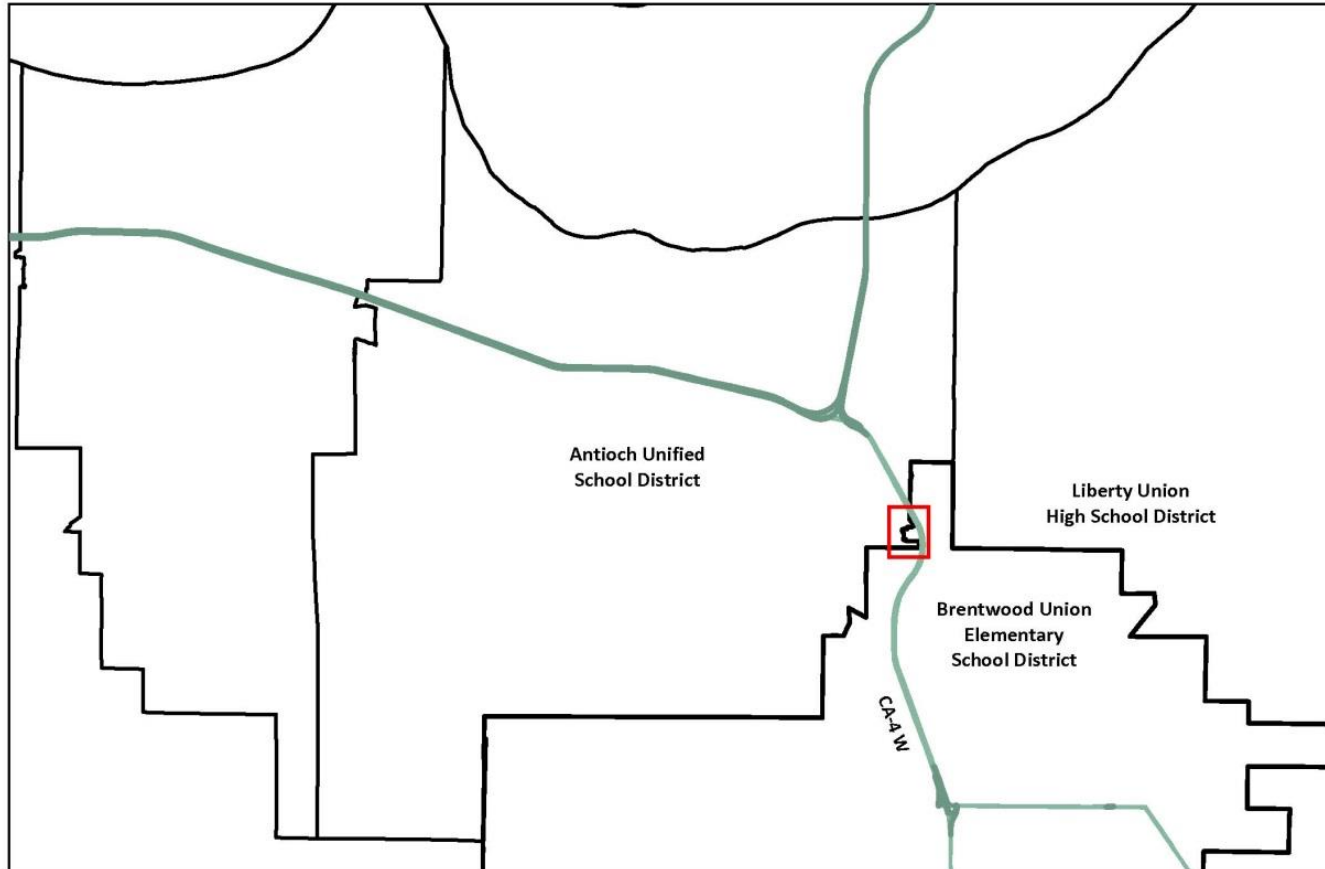 Antioch Unified
School District
Liberty Union
High School District
Brentwood Union
Elementary
School District
CA-4 W